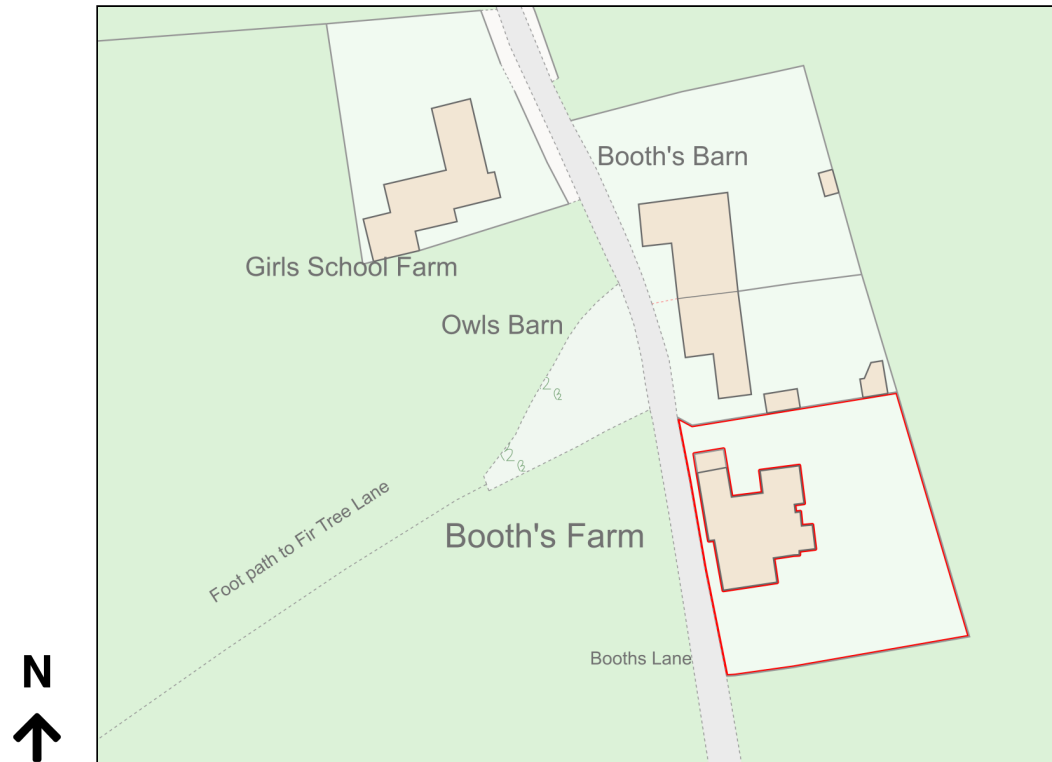 Booth's Barn
Girls School Farm
Owls Barn
Foot path to Fir Tree Lane
Booth's Farm
Booths Lane
N